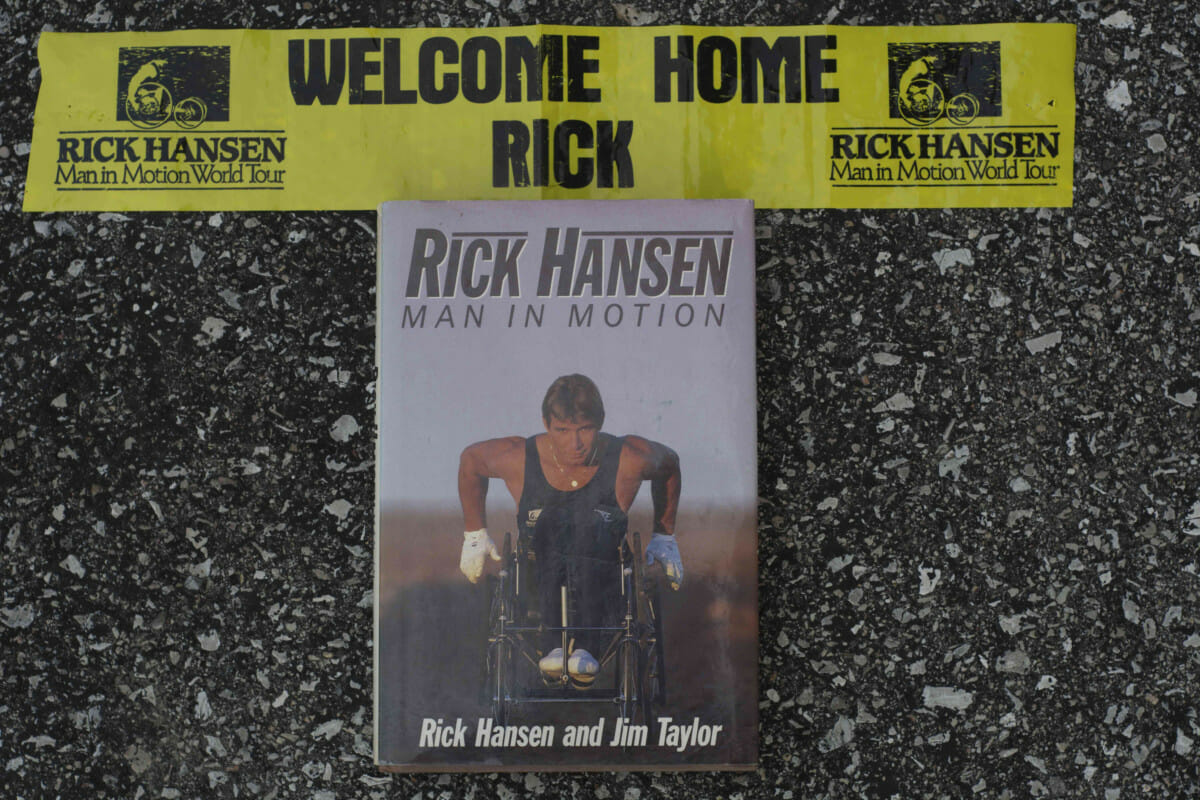 WELCOME HOME
RICK
RICK HANSEN
Man in Motion World Tour
RICK HANSEN
Man in Motion World Tour
RICK HANSEN
MAN IN MOTION
Rick Hansen and Jim Taylor